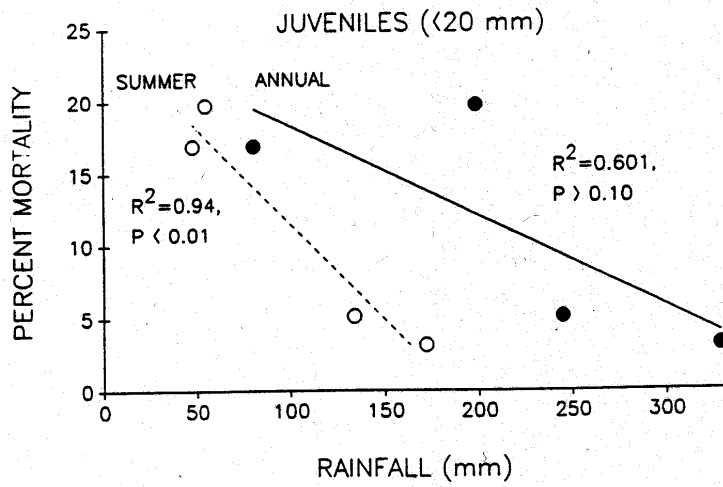 JUVENILES (<20 mm)
25
20
15
10
5
0
PERCENT MORTALITY
SUMMER
ANNUAL
R²=0.94,
P < 0.01
R²=0.601,
P > 0.10
0 50 100 150 200 250 300
RAINFALL (mm)